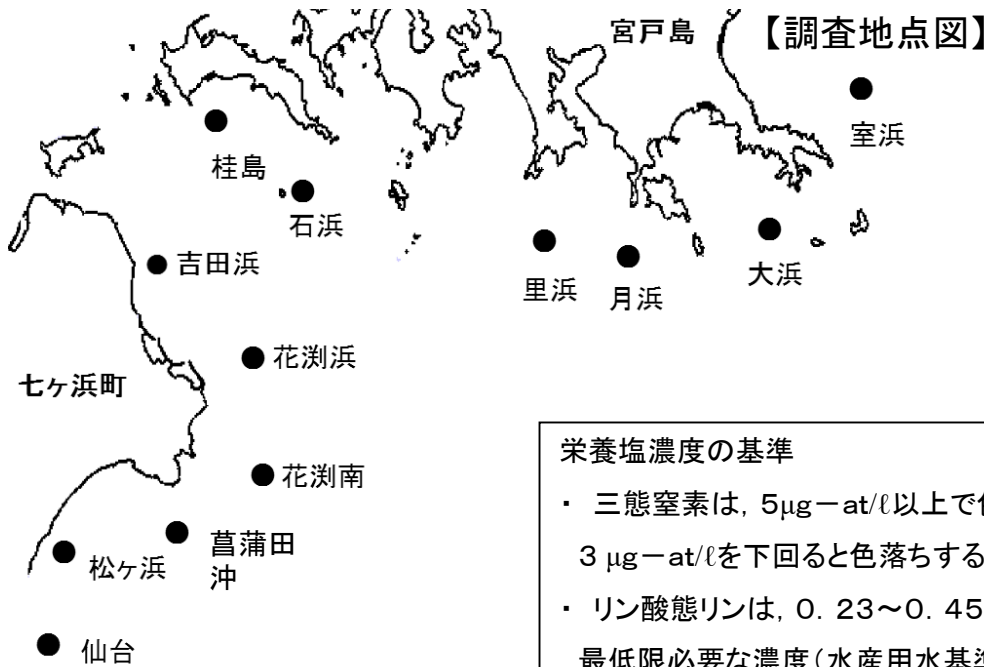 宮戸島
【調査地点図】
室浜
桂島
石浜
大浜
里浜
月浜
吉田浜
花渕浜
七ヶ浜町
花渕南
菖蒲田
沖
松ヶ浜
仙台
栄養塩濃度の基準
・ 三態窒素は,5μg-at/ℓ以上で
3 μg-at/ℓを下回ると色落ちする
・ リン酸態リンは,0.23~0.45
最低限必要な濃度(水産用水基準